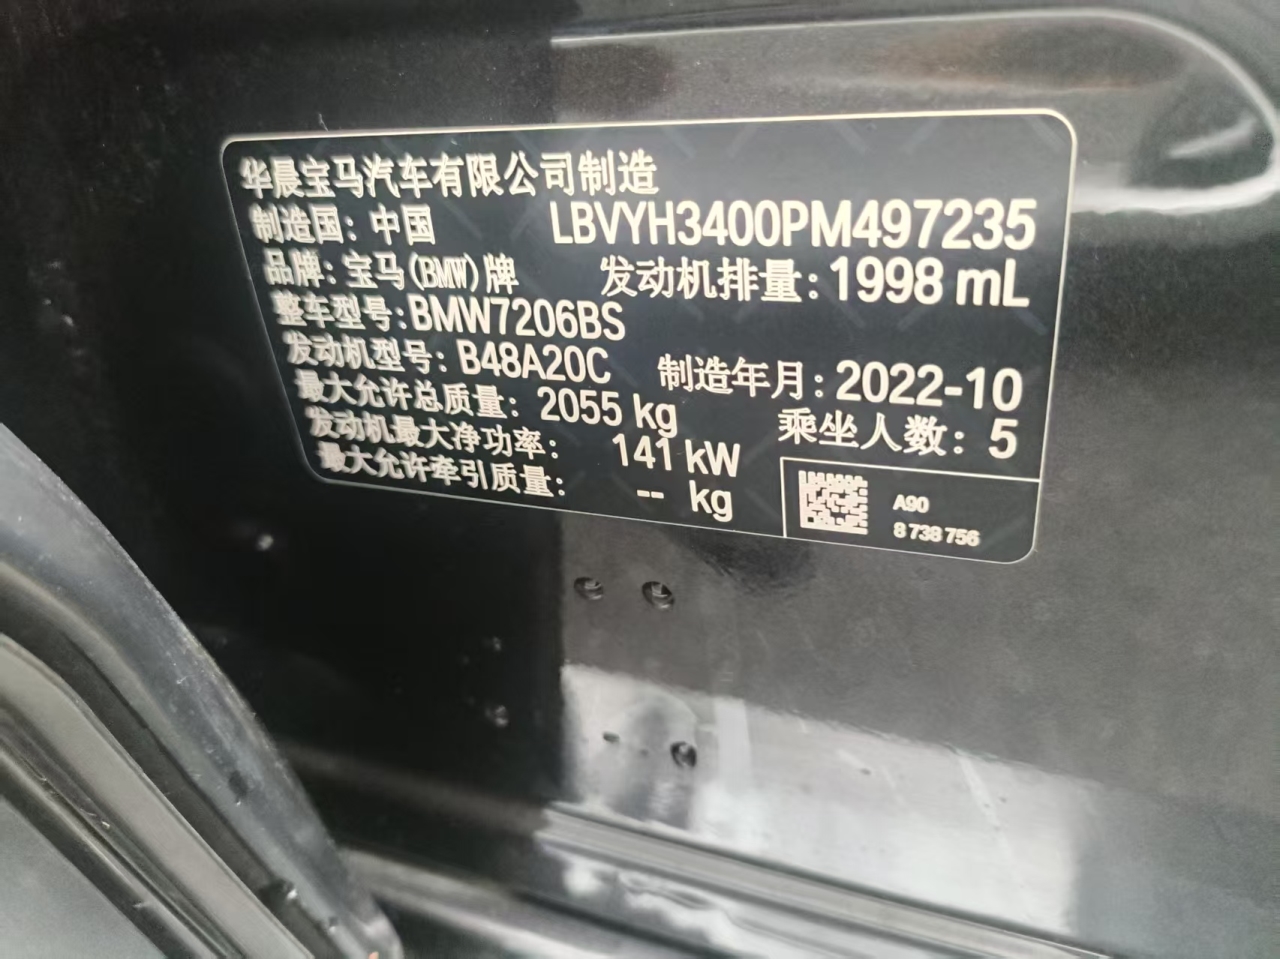 华晨宝马汽车有限公司制造
制造国：中国 LBVYH3400PM497235
品牌：宝马(BMW)牌 发动机排量：1998 mL
整车型号：BMW7206BS
发动机型号：B48A20C 制造年月：2022-10
最大允许总质量：2055 kg 乘坐人数：5
发动机最大净功率：141 kW
最大允许牵引质量：-- kg
A90
8 738 756